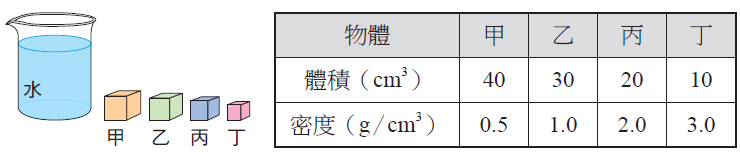 水
甲 乙 丙 丁
物體 甲 乙 丙 丁
體積(cm³) 40 30 20 10
密度(g/cm³) 0.5 1.0 2.0 3.0